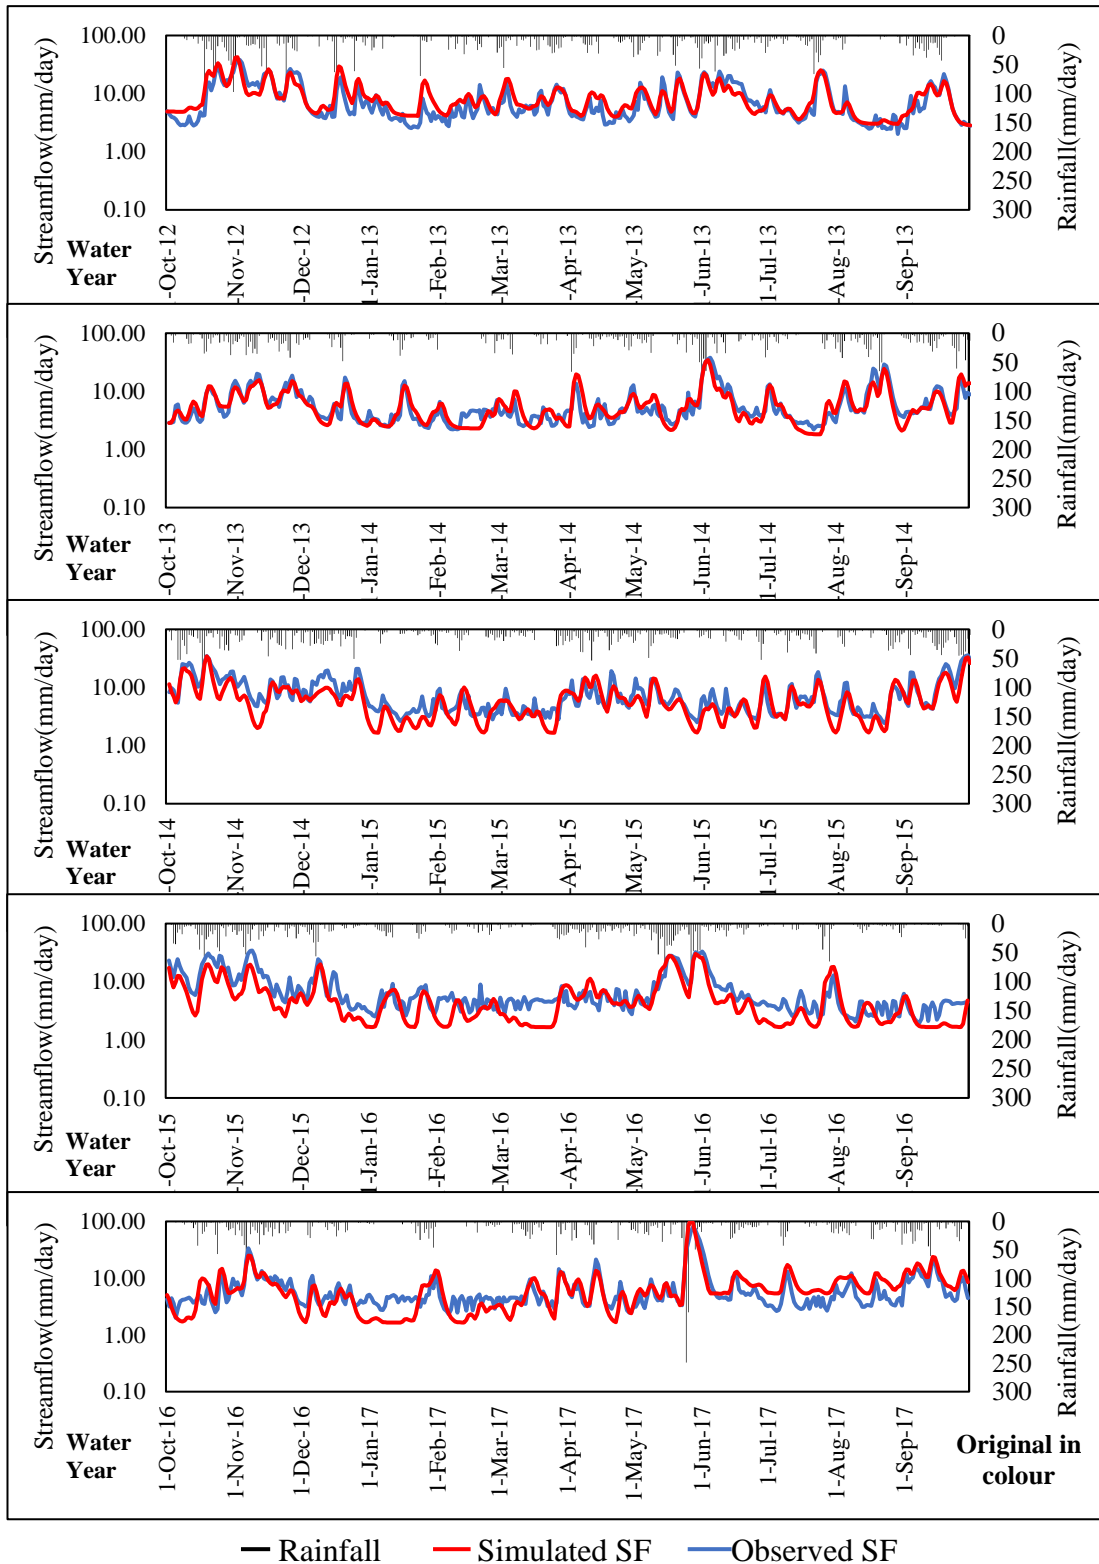 Streamflow(mm/day)
100.00
10.00
1.00
0.10
0
50
100
150
200
250
300
Rainfall(mm/day)
Water
Year
-Oct-12
-Nov-12
-Dec-12
1-Jan-13
-Feb-13
-Mar-13
-Apr-13
-May-13
1-Jun-13
1-Jul-13
-Aug-13
-Sep-13
Streamflow(mm/day)
100.00
10.00
1.00
0.10
0
50
100
150
200
250
300
Rainfall(mm/day)
Water
Year
-Oct-13
-Nov-13
-Dec-13
1-Jan-14
-Feb-14
-Mar-14
-Apr-14
-May-14
1-Jun-14
1-Jul-14
-Aug-14
-Sep-14
Streamflow(mm/day)
100.00
10.00
1.00
0.10
0
50
100
150
200
250
300
Rainfall(mm/day)
Water
Year
-Oct-14
-Nov-14
-Dec-14
1-Jan-15
-Feb-15
-Mar-15
-Apr-15
-May-15
1-Jun-15
1-Jul-15
-Aug-15
-Sep-15
Streamflow(mm/day)
100.00
10.00
1.00
0.10
0
50
100
150
200
250
300
Rainfall(mm/day)
Water
Year
-Oct-15
-Nov-15
-Dec-15
1-Jan-16
-Feb-16
-Mar-16
-Apr-16
-May-16
1-Jun-16
1-Jul-16
-Aug-16
-Sep-16
Streamflow(mm/day)
100.00
10.00
1.00
0.10
0
50
100
150
200
250
300
Rainfall(mm/day)
Water
Year
1-Oct-16
1-Nov-16
1-Dec-16
1-Jan-17
1-Feb-17
1-Mar-17
1-Apr-17
1-May-17
1-Jun-17
1-Jul-17
1-Aug-17
1-Sep-17
Original in
colour
Rainfall Simulated SF Observed SF